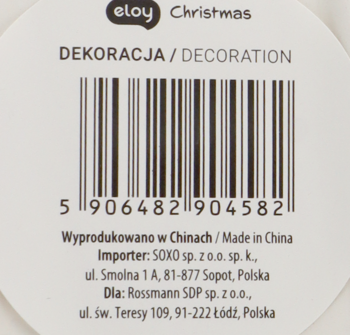 eloy Christmas
DEKORACJA / DECORATION
5 906482 904582
Wyprodukowano w Chinach / Made in China
Importer: SOXO sp. z o.o. sp. k.,
ul. Smolna 1 A, 81-877 Sopot, Polska
Dla: Rossmann SDP sp. z o.o.,
ul. św. Teresy 109, 91-222 Łódź, Polska